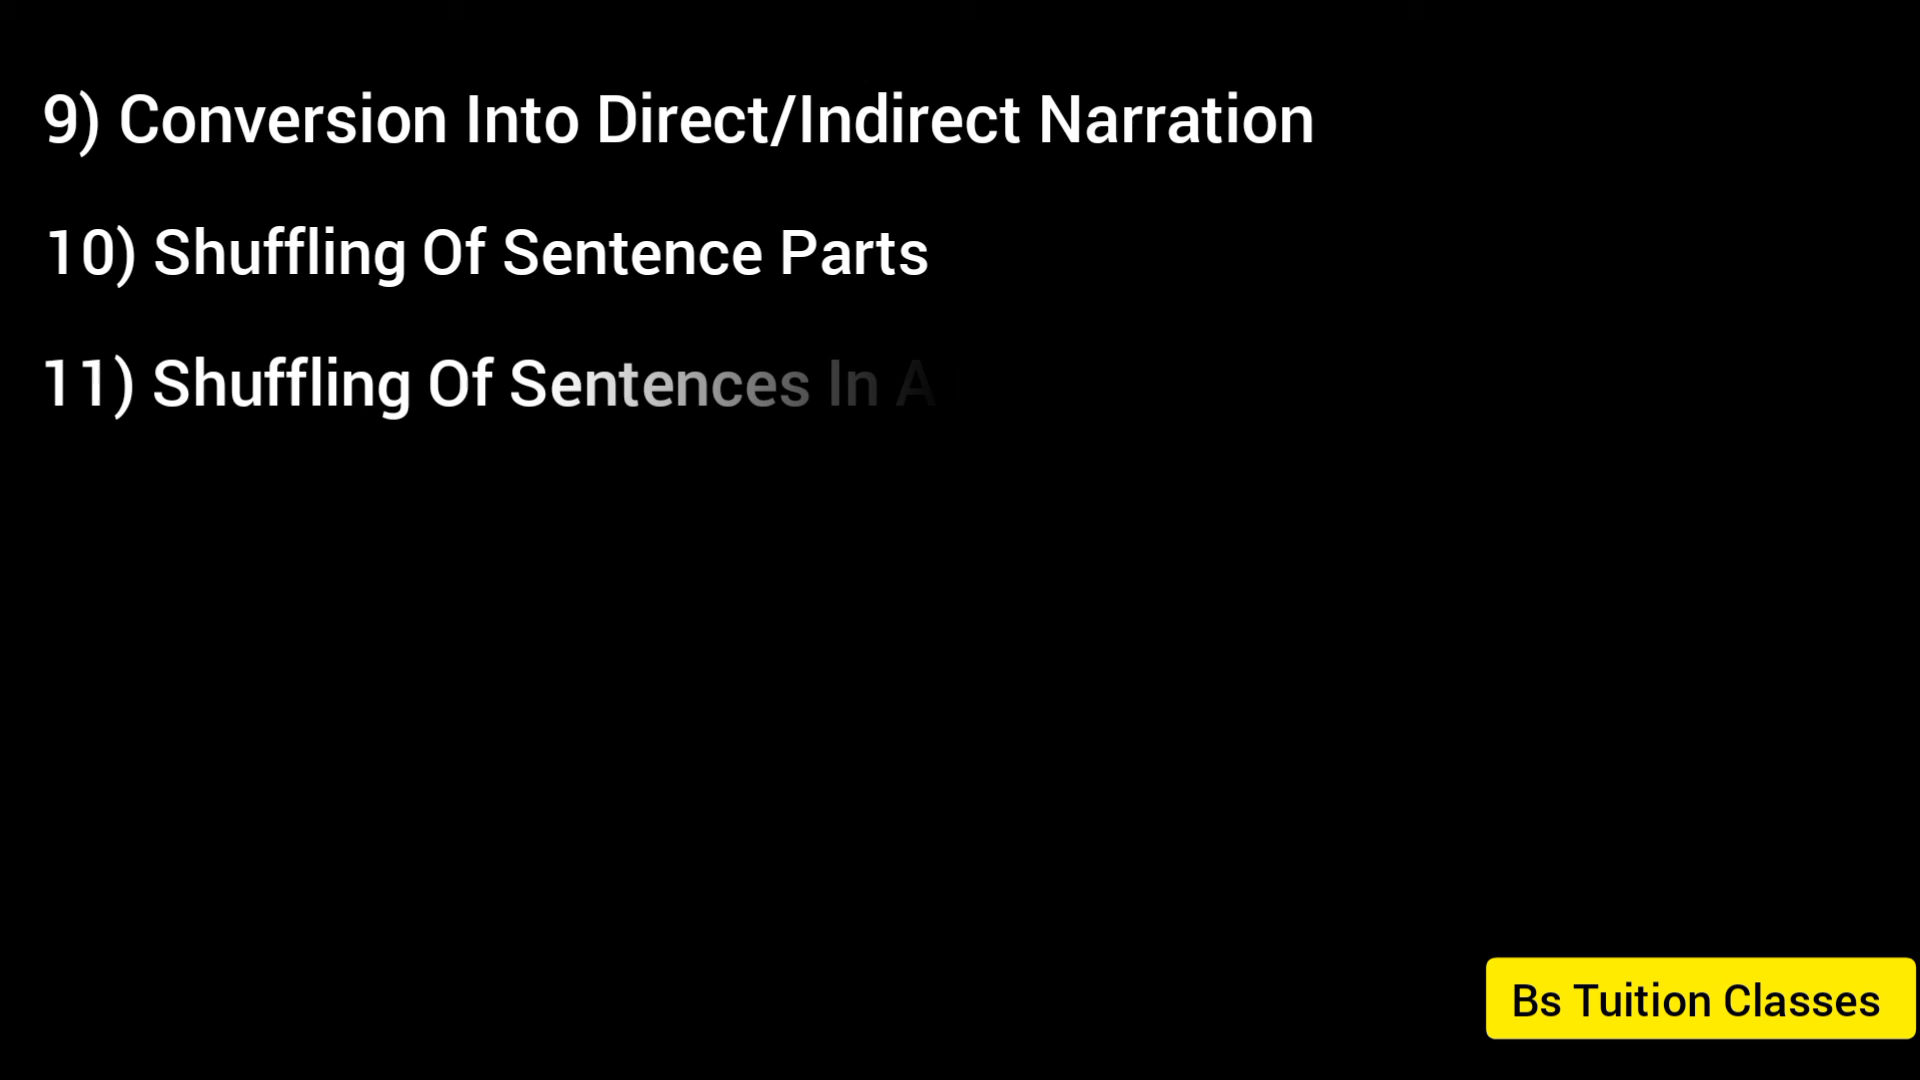 9) Conversion Into Direct/Indirect Narration
10) Shuffling Of Sentence Parts
11) Shuffling Of Sentences In A
Bs Tuition Classes